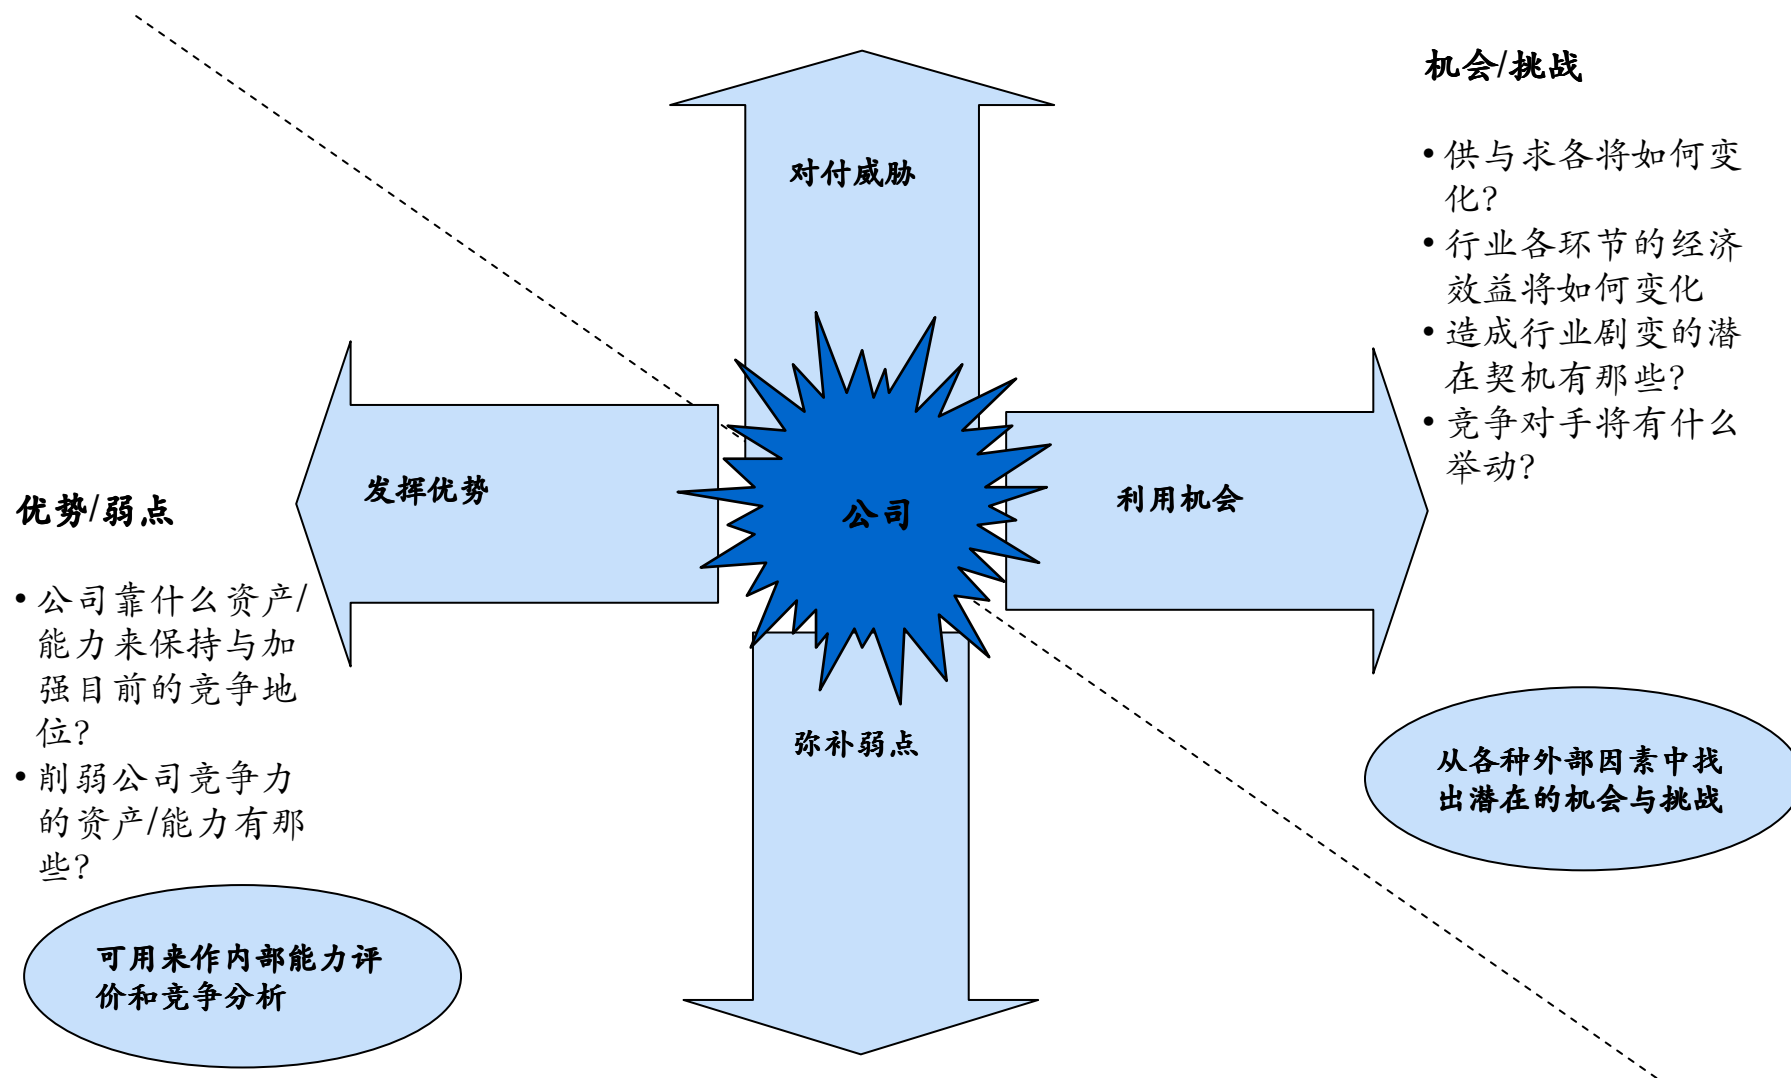 机会/挑战
• 供与求各将如何变
化?
• 行业各环节的经济
效益将如何变化
• 造成行业剧变的潜
在契机有那些?
• 竞争对手将有什么
举动?
对付威胁
发挥优势
公司
利用机会
弥补弱点
优势/弱点
• 公司靠什么资产/
能力来保持与加
强目前的竞争地
位?
• 削弱公司竞争力
的资产/能力有那
些?
从各种外部因素中找
出潜在的机会与挑战
可用来作内部能力评
价和竞争分析